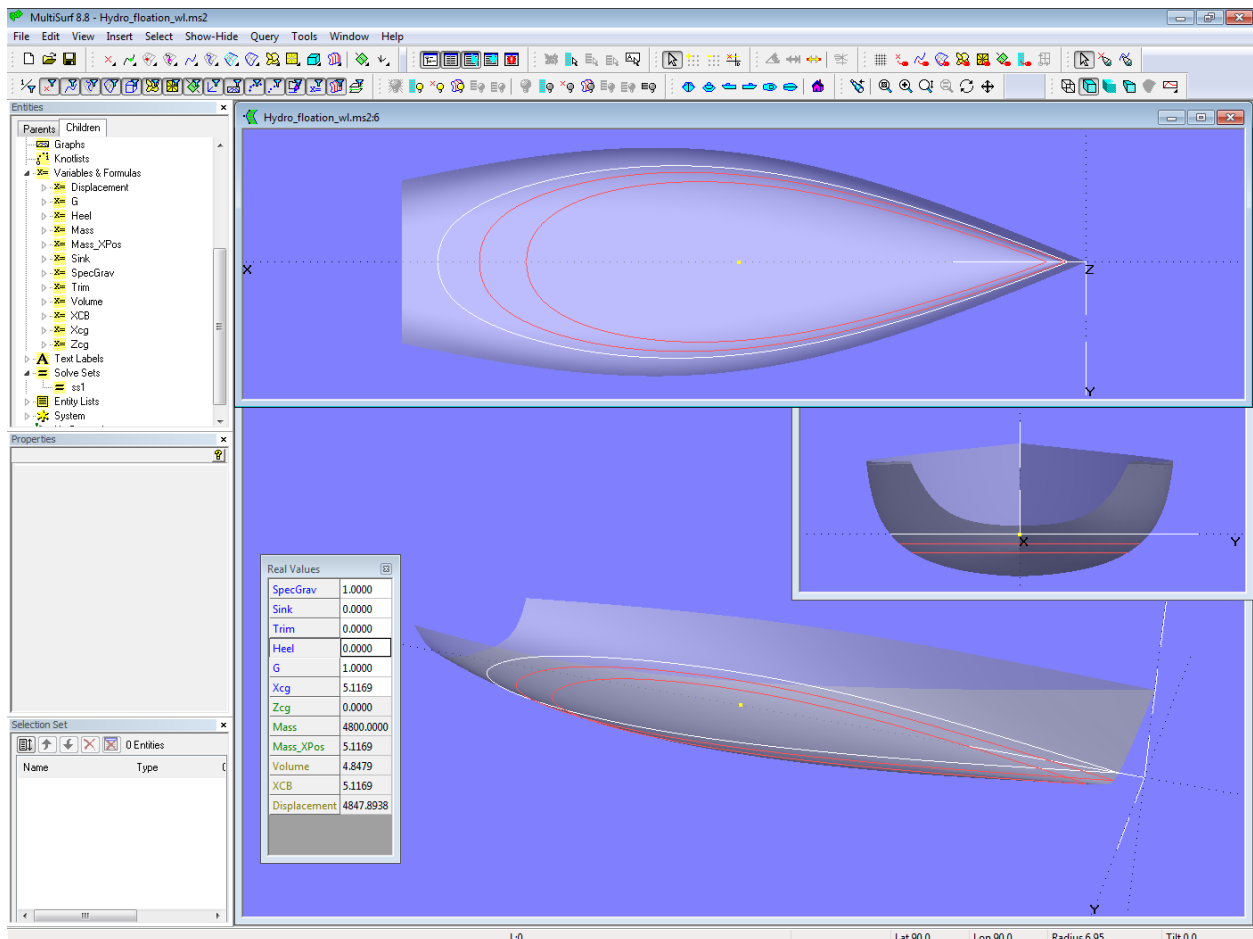 MultiSurf 8.8 - Hydro_floation_wl.ms2
File Edit View Insert Select Show-Hide Query Tools Window Help
Entities
Parents Children
Graphs
Knotlists
Variables & Formulas
Displacement
G
Heel
Mass
Mass_XPos
Sink
SpecGrav
Trim
Volume
XCB
Xcg
Zcg
Text Labels
Solve Sets
ss1
Entity Lists
System
Properties
Selection Set
0 Entities
Name Type
Hydro_floation_wl.ms2:6
X
Z
Y
X
Y
Real Values
SpecGrav 1.0000
Sink 0.0000
Trim 0.0000
Heel 0.0000
G 1.0000
Xcg 5.1169
Zcg 0.0000
Mass 4800.0000
Mass_XPos 5.1169
Volume 4.8479
XCB 5.1169
Displacement 4847.8938
Y
L:0 Lat 90.0 Lon 90.0 Radius 6.95 Tilt 0.0